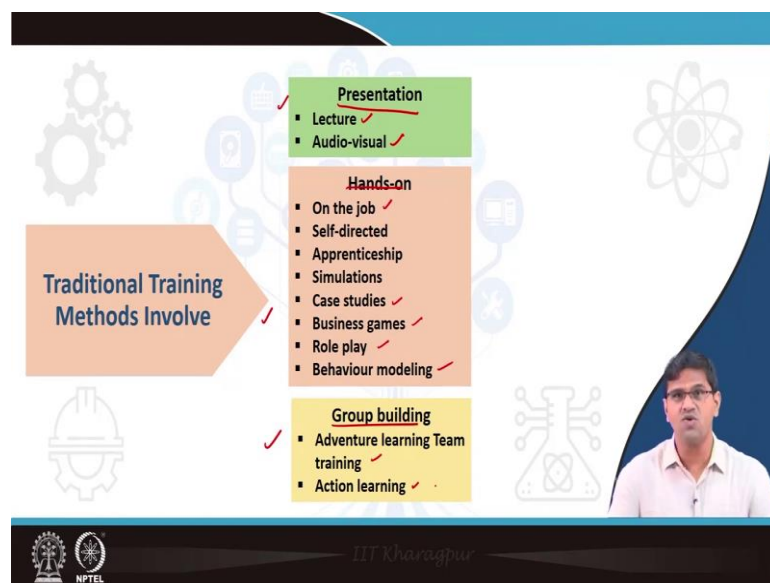 Presentation
▪ Lecture
▪ Audio-visual
Hands-on
▪ On the job
▪ Self-directed
▪ Apprenticeship
▪ Simulations
▪ Case studies
▪ Business games
▪ Role play
▪ Behaviour modeling
Traditional Training
Methods Involve
Group building
▪ Adventure learning Team
training
▪ Action learning
IIT Kharagpur
NPTEL